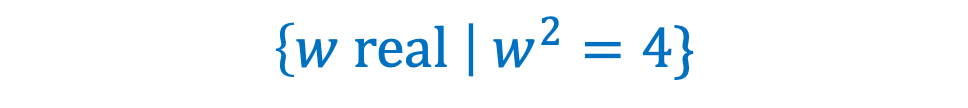 {𝑤 real | 𝑤² = 4}